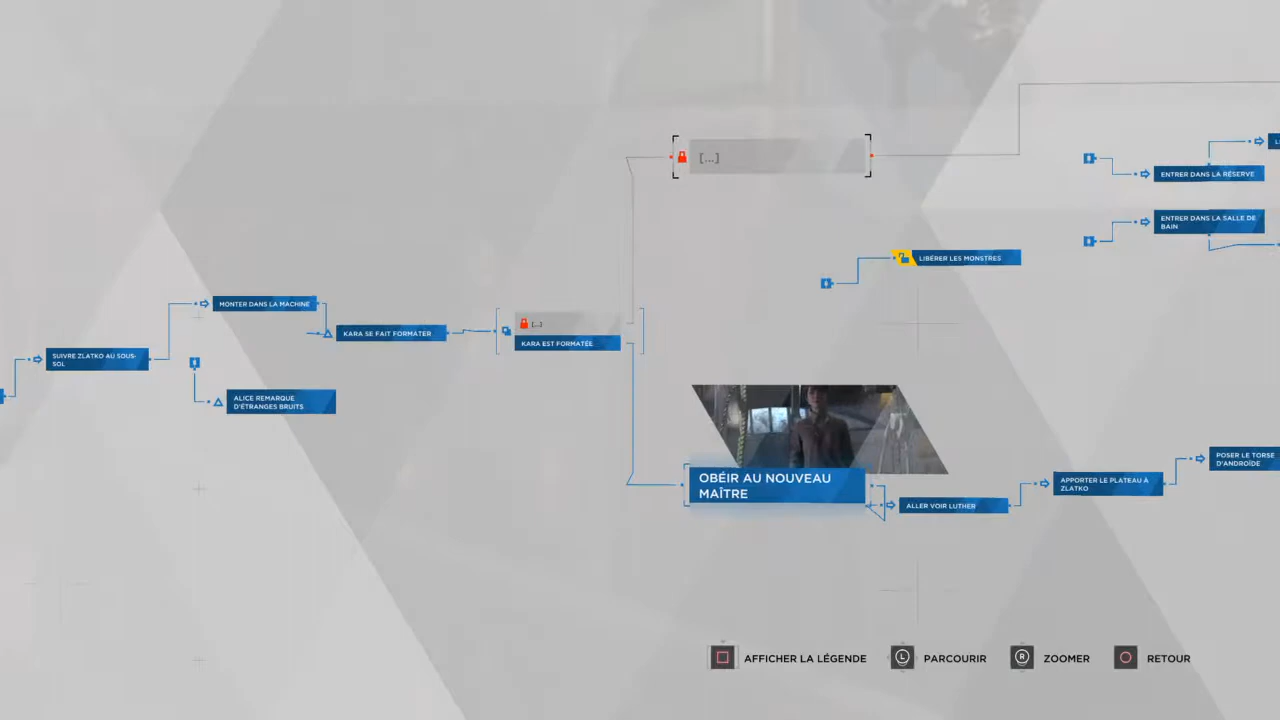 SUIVRE ZLATKO AU SOUS-
SOL
MONTER DANS LA MACHINE
ALICE REMARQUE
D'ÉTRANGES BRUITS
KARA SE FAIT FORMATER
[...]
KARA EST FORMATÉE
[...]
LIBÉRER LES MONSTRES
ENTRER DANS LA RÉSERVE
ENTRER DANS LA SALLE DE
BAIN
OBÉIR AU NOUVEAU
MAÎTRE
ALLER VOIR LUTHER
APPORTER LE PLATEAU À
ZLATKO
POSER LE TORSE
D'ANDROÏDE
AFFICHER LA LÉGENDE
L
PARCOURIR
R
ZOOMER
RETOUR